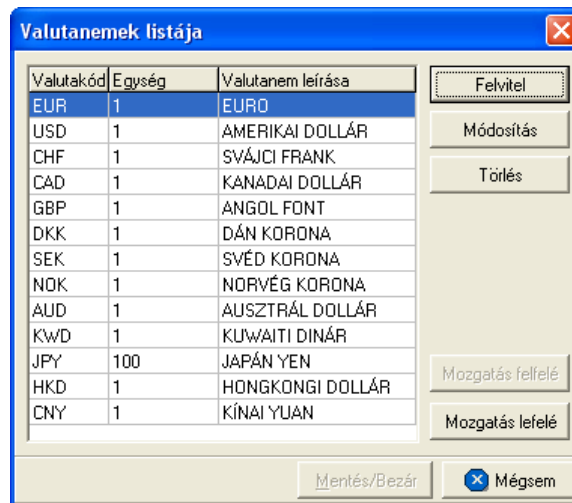 Valutanemek listája
Valutakód Egység Valutanem leírása
EUR 1 EURO
USD 1 AMERIKAI DOLLÁR
CHF 1 SVÁJCI FRANK
CAD 1 KANADAI DOLLÁR
GBP 1 ANGOL FONT
DKK 1 DÁN KORONA
SEK 1 SVÉD KORONA
NOK 1 NORVÉG KORONA
AUD 1 AUSZTRÁL DOLLÁR
KWD 1 KUWAITI DINÁR
JPY 100 JAPÁN YEN
HKD 1 HONGKONGI DOLLÁR
CNY 1 KÍNAI YUAN
Felvitel
Módosítás
Törlés
Mozgatás felfelé
Mozgatás lefelé
Mentés/Bezár Mégsem